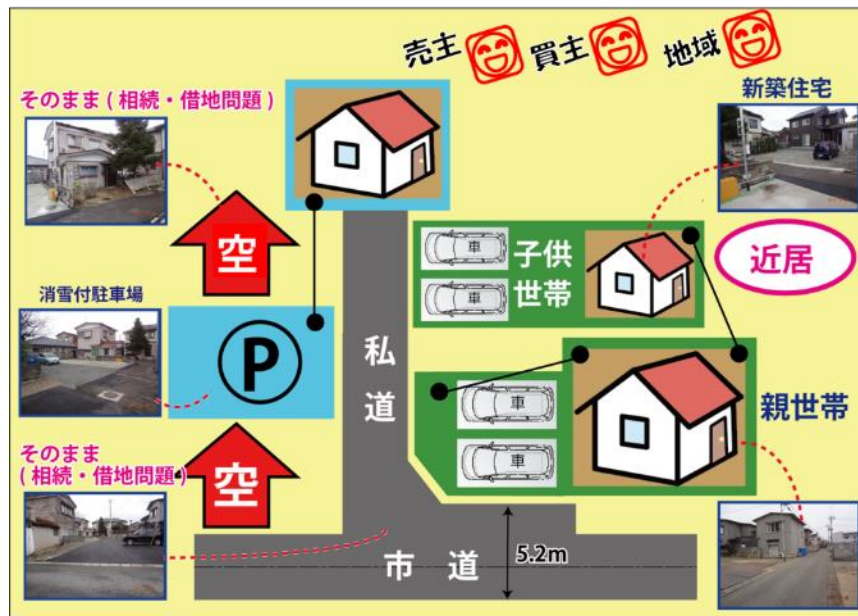 売主
買主
地域
そのまま ( 相続・借地問題 )
新築住宅
空
車
子供
車
世帯
近居
消雪付駐車場
P
私
道
車
車
親世帯
そのまま
( 相続・借地問題 )
空
5.2m
市 道